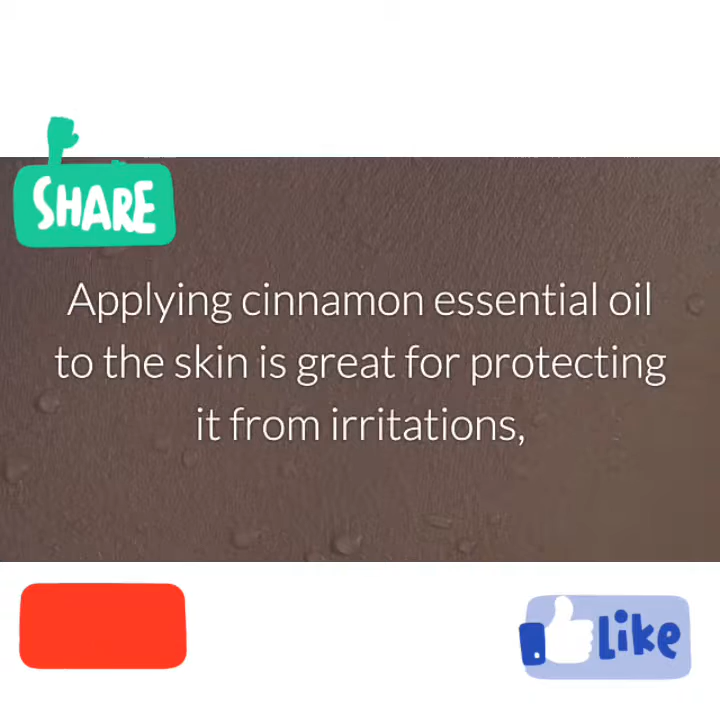 SHARE
Applying cinnamon essential oil
to the skin is great for protecting
it from irritations,
Like